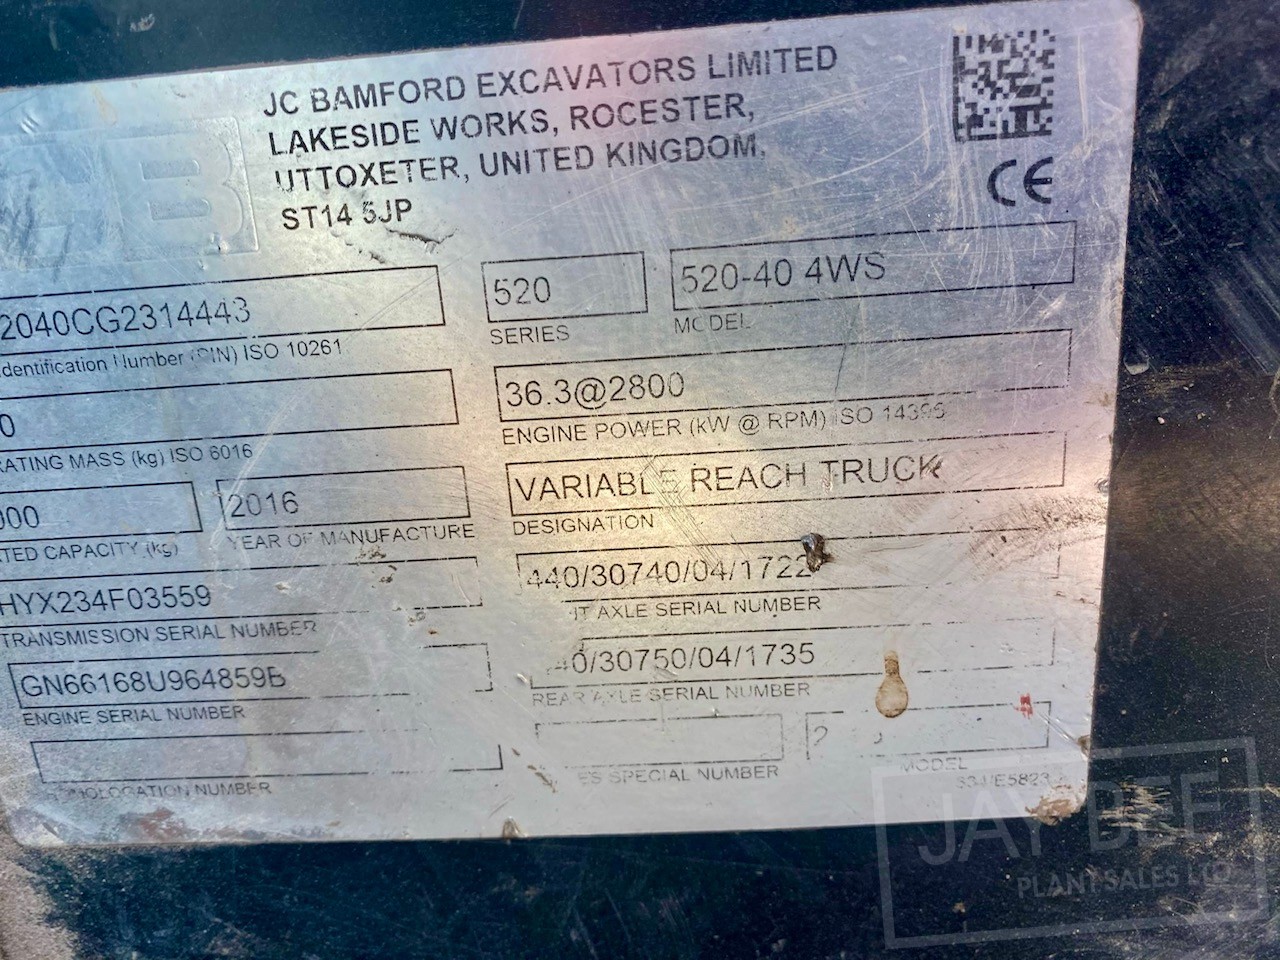 JC BAMFORD EXCAVATORS LIMITED
LAKESIDE WORKS, ROCESTER,
UTTOXETER, UNITED KINGDOM,
ST14 5JP
CE
2040CG2314443
520
520-40 4WS
dentification Number (PIN) ISO 10261
SERIES
MODEL
0
36.3@2800
RATING MASS (kg) ISO 6016
ENGINE POWER (kW @ RPM) ISO 14396
000
2016
VARIABLE REACH TRUCK
TED CAPACITY (kg)
YEAR OF MANUFACTURE
DESIGNATION
HYX234F03559
440/30740/04/1722
TRANSMISSION SERIAL NUMBER
AXLE SERIAL NUMBER
GN66168U964859B
40/30750/04/1735
ENGINE SERIAL NUMBER
REAR AXLE SERIAL NUMBER
HOMOLOGATION NUMBER
SPECIAL NUMBER
MODEL
JAY BEE
PLANT SALES LTD